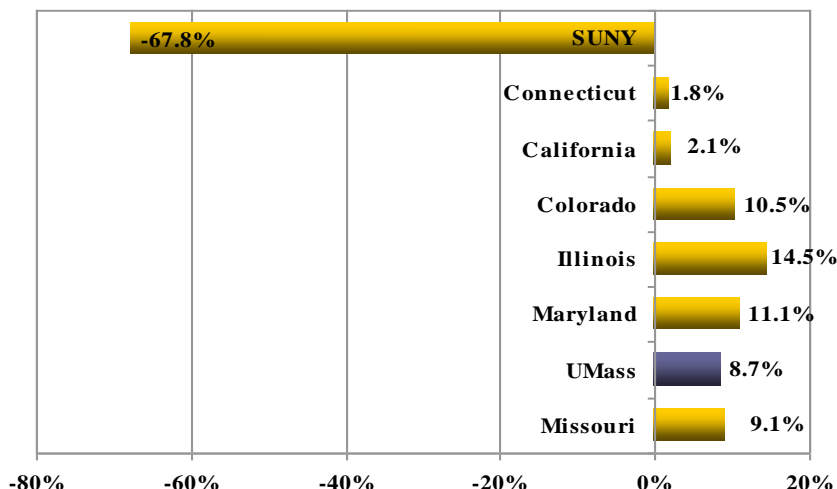 -67.8% SUNY
Connecticut 1.8%
California 2.1%
Colorado 10.5%
Illinois 14.5%
Maryland 11.1%
UMass 8.7%
Missouri 9.1%
-80% -60% -40% -20% 0% 20%